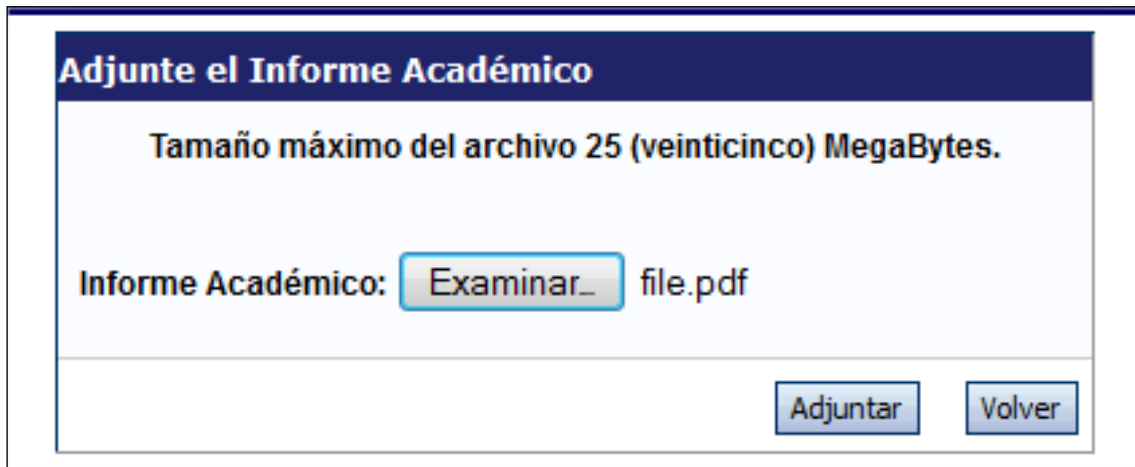 Adjunte el Informe Académico
Tamaño máximo del archivo 25 (veinticinco) MegaBytes.
Informe Académico: Examinar... file.pdf
Adjuntar Volver